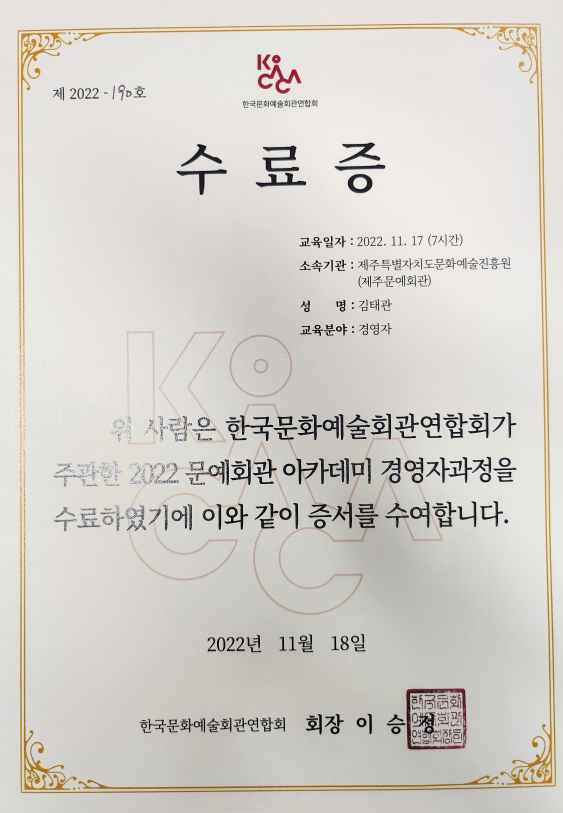 제 2022 - 190호
KOCACA
한국문화예술회관연합회
수료증
교육일자 : 2022. 11. 17 (7시간)
소속기관 : 제주특별자치도문화예술진흥원
(제주문예회관)
성 명 : 김태관
교육분야 : 경영자
위 사람은 한국문화예술회관연합회가
주관한 2022 문예회관 아카데미 경영자과정을
수료하였기에 이와 같이 증서를 수여합니다.
2022년 11월 18일
한국문화예술회관연합회 회장 이승정